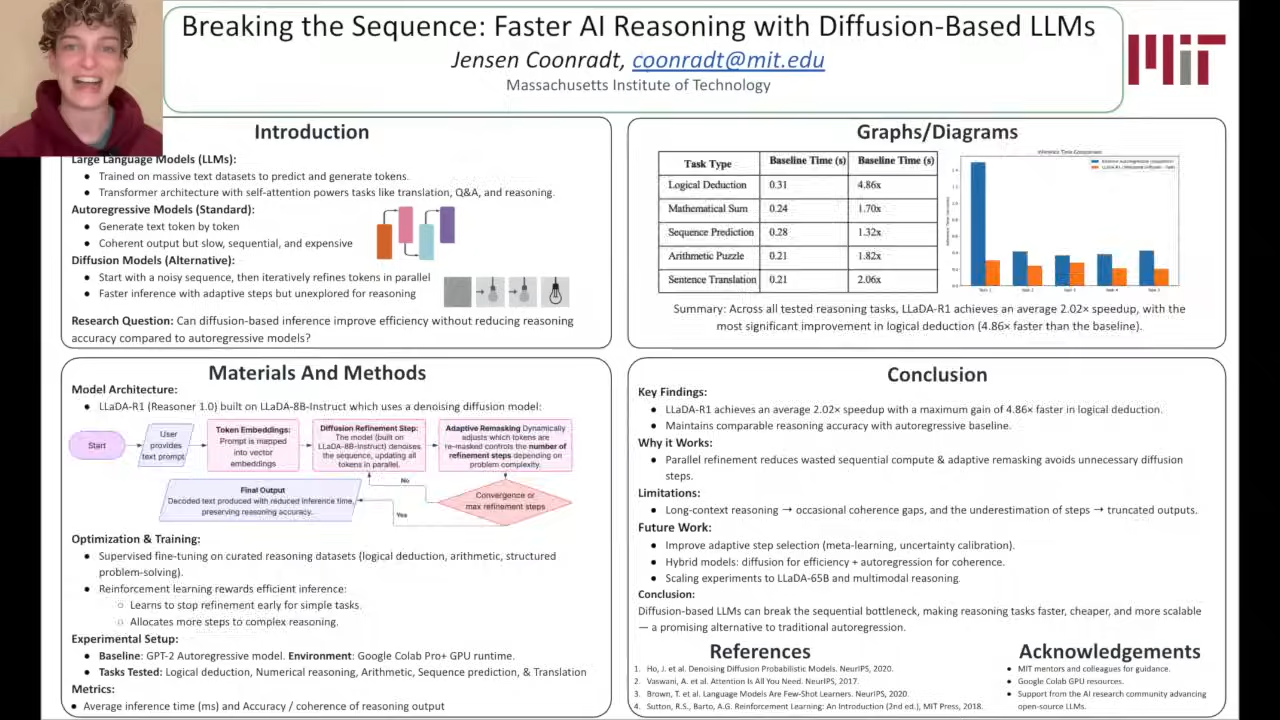 Breaking the Sequence: Faster AI Reasoning with Diffusion-Based LLMs
Jensen Coonradt, coonradt@mit.edu
Massachusetts Institute of Technology
MIT
Introduction
Large Language Models (LLMs):
● Trained on massive text datasets to predict and generate tokens.
● Transformer architecture with self-attention powers tasks like translation, Q&A, and reasoning.
Autoregressive Models (Standard):
● Generate text token by token
● Coherent output but slow, sequential, and expensive
Diffusion Models (Alternative):
● Start with a noisy sequence, then iteratively refines tokens in parallel
● Faster inference with adaptive steps but unexplored for reasoning
Research Question: Can diffusion-based inference improve efficiency without reducing reasoning
accuracy compared to autoregressive models?
Materials And Methods
Model Architecture:
● LLaDA-R1 (Reasoner 1.0) built on LLaDA-8B-Instruct which uses a denoising diffusion model:
Start
User
provides
text prompt
Token Embeddings:
Prompt is mapped
into vector
embeddings
Diffusion Refinement Step:
The model (built on
LLaDA-8B-Instruct) denoises
the sequence, updating all
tokens in parallel.
Adaptive Remasking Dynamically
adjusts which tokens are
re-masked controls the number of
refinement steps depending on
problem complexity.
No
Convergence or
max refinement steps
Yes
Final Output
Decoded text produced with reduced inference time,
preserving reasoning accuracy.
Optimization & Training:
● Supervised fine-tuning on curated reasoning datasets (logical deduction, arithmetic, structured
problem-solving).
● Reinforcement learning rewards efficient inference:
○ Learns to stop refinement early for simple tasks.
○ Allocates more steps to complex reasoning.
Experimental Setup:
● Baseline: GPT-2 Autoregressive model. Environment: Google Colab Pro+ GPU runtime.
● Tasks Tested: Logical deduction, Numerical reasoning, Arithmetic, Sequence prediction, & Translation
Metrics:
● Average inference time (ms) and Accuracy / coherence of reasoning output
Graphs/Diagrams
Task Type Baseline Time (s) Baseline Time (s)
Logical Deduction 0.31 4.86x
Mathematical Sum 0.24 1.70x
Sequence Prediction 0.28 1.32x
Arithmetic Puzzle 0.21 1.82x
Sentence Translation 0.21 2.06x
Inference Time Comparison
Task 1 Task 2 Task 3 Task 4 Task 5
Summary: Across all tested reasoning tasks, LLaDA-R1 achieves an average 2.02× speedup, with the
most significant improvement in logical deduction (4.86× faster than the baseline).
Conclusion
Key Findings:
● LLaDA-R1 achieves an average 2.02× speedup with a maximum gain of 4.86× faster in logical deduction.
● Maintains comparable reasoning accuracy with autoregressive baseline.
Why it Works:
● Parallel refinement reduces wasted sequential compute & adaptive remasking avoids unnecessary diffusion
steps.
Limitations:
● Long-context reasoning → occasional coherence gaps, and the underestimation of steps → truncated outputs.
Future Work:
● Improve adaptive step selection (meta-learning, uncertainty calibration).
● Hybrid models: diffusion for efficiency + autoregression for coherence.
● Scaling experiments to LLaDA-65B and multimodal reasoning.
Conclusion:
Diffusion-based LLMs can break the sequential bottleneck, making reasoning tasks faster, cheaper, and more scalable
— a promising alternative to traditional autoregression.
References
1. Ho, J. et al. Denoising Diffusion Probabilistic Models. NeurIPS, 2020.
2. Vaswani, A. et al. Attention Is All You Need. NeurIPS, 2017.
3. Brown, T. et al. Language Models Are Few-Shot Learners. NeurIPS, 2020.
4. Sutton, R.S., Barto, A.G. Reinforcement Learning: An Introduction (2nd ed.), MIT Press, 2018.
Acknowledgements
● MIT mentors and colleagues for guidance.
● Google Colab GPU resources.
● Support from the AI research community advancing
open-source LLMs.